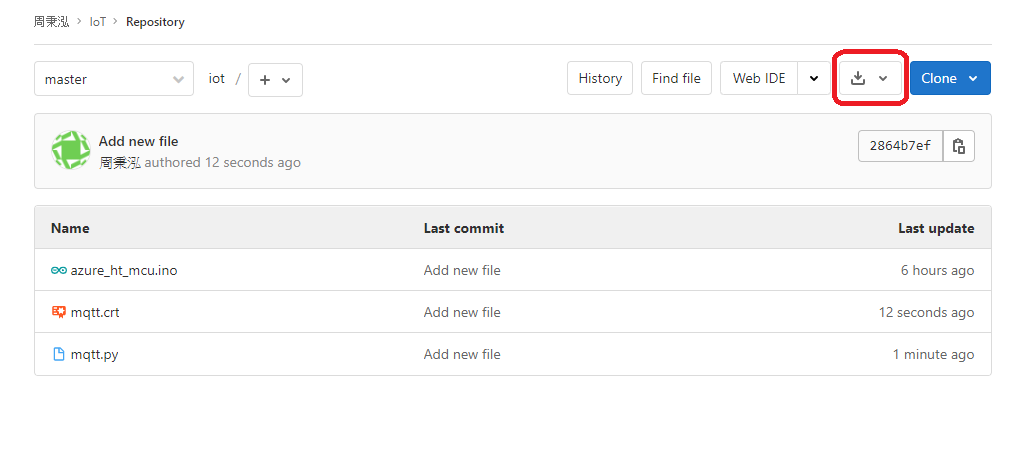 周秉泓 > IoT > Repository
master iot / + History Find file Web IDE Clone
Add new file
周秉泓 authored 12 seconds ago 2864b7ef
Name Last commit Last update
azure_ht_mcu.ino Add new file 6 hours ago
mqtt.crt Add new file 12 seconds ago
mqtt.py Add new file 1 minute ago